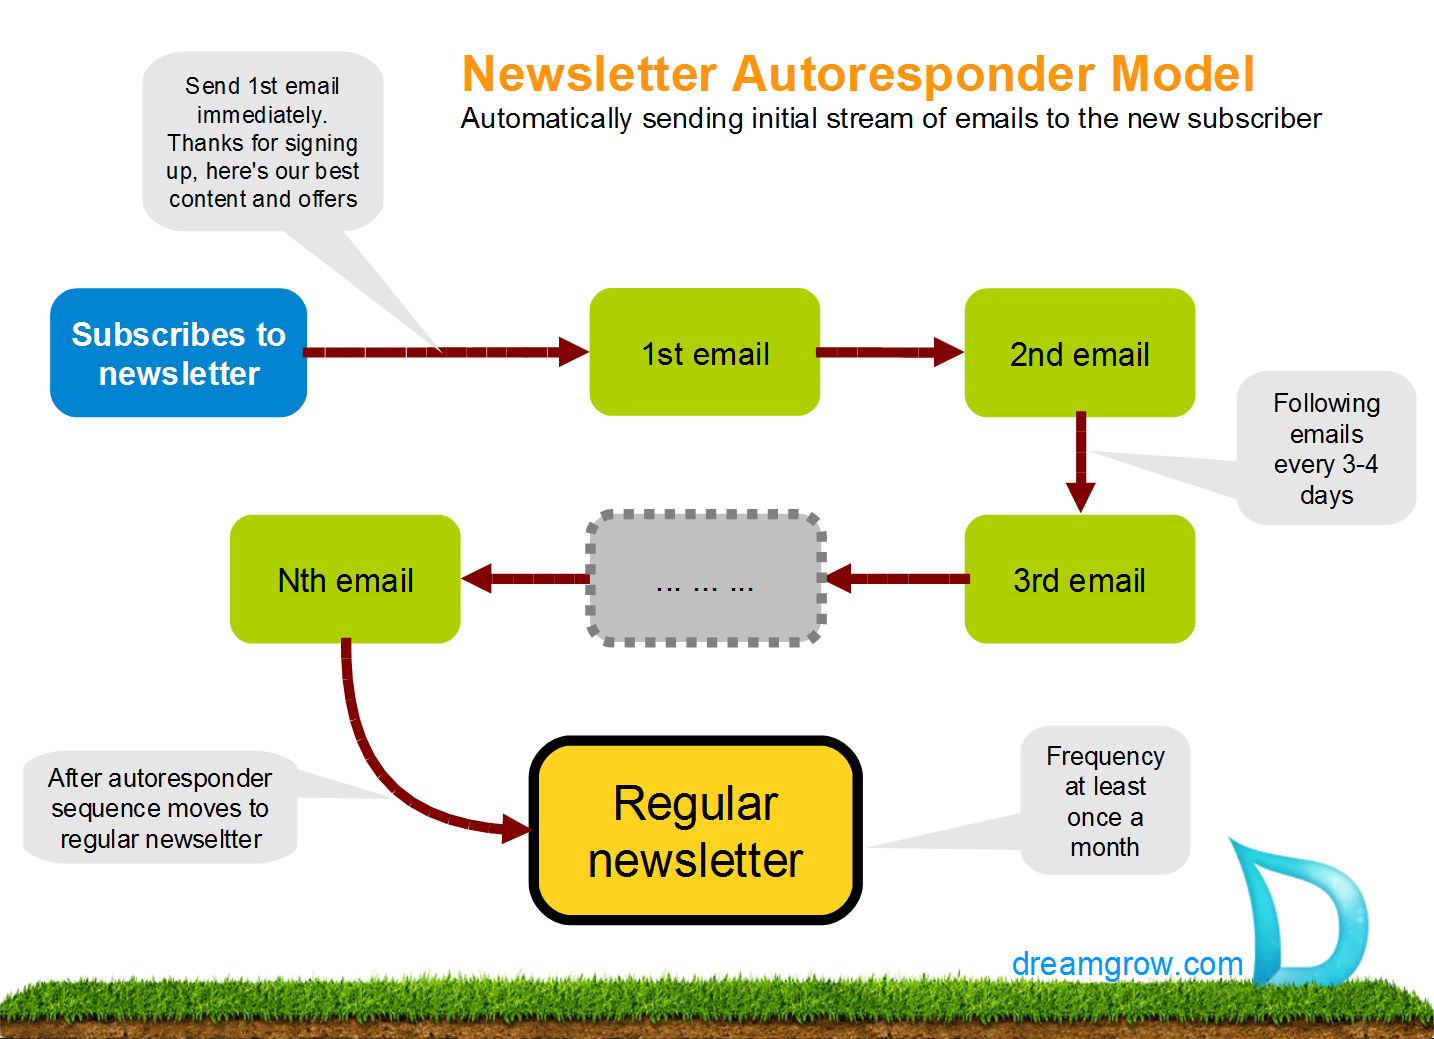 Newsletter Autoresponder Model
Automatically sending initial stream of emails to the new subscriber
Send 1st email
immediately.
Thanks for signing
up, here's our best
content and offers
Subscribes to
newsletter
1st email
2nd email
Following
emails
every 3-4
days
3rd email
... ... ...
Nth email
After autoresponder
sequence moves to
regular newseltter
Regular
newsletter
Frequency
at least
once a
month
dreamgrow.com